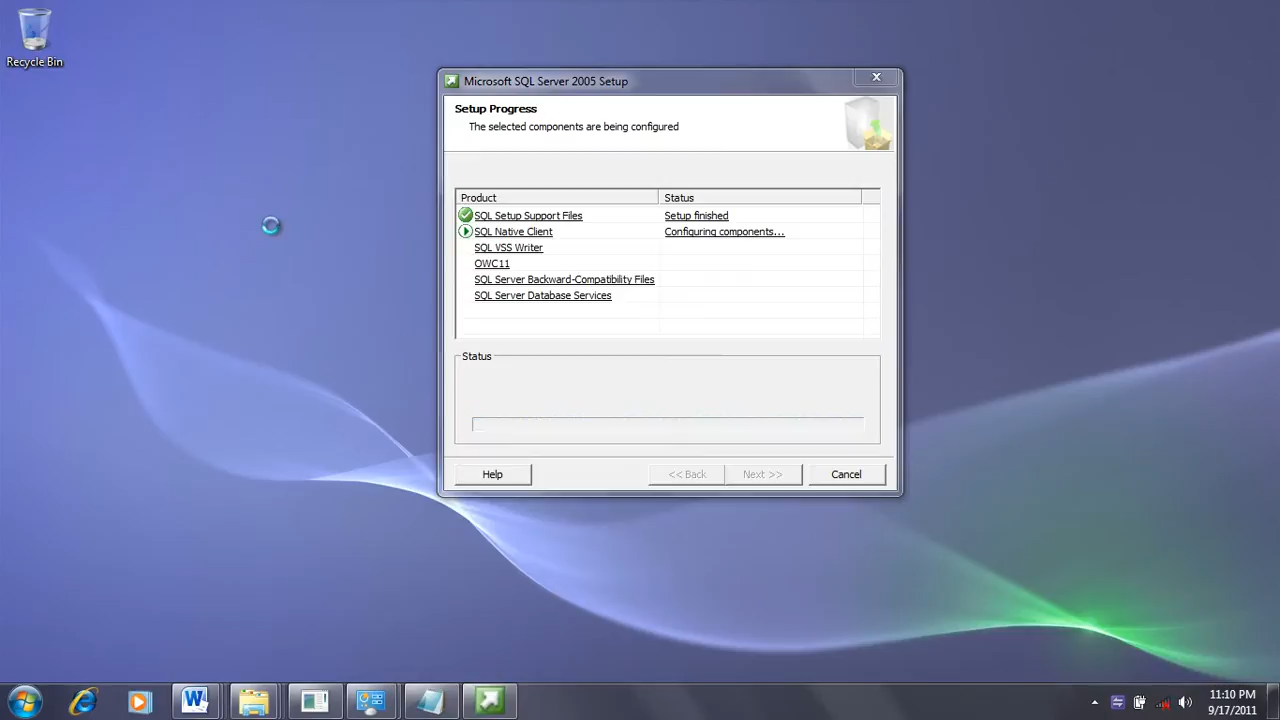 Recycle Bin
Microsoft SQL Server 2005 Setup
Setup Progress
The selected components are being configured
Product Status
SQL Setup Support Files Setup finished
SQL Native Client Configuring components...
SQL VSS Writer
OWC11
SQL Server Backward-Compatibility Files
SQL Server Database Services
Status
Help << Back Next >> Cancel
11:10 PM
9/17/2011